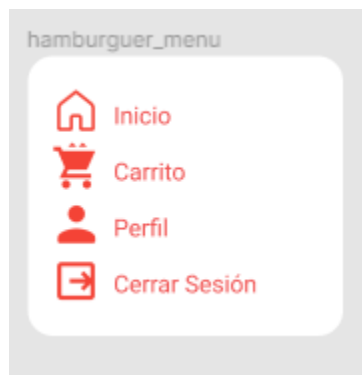 hamburguer_menu
Inicio
Carrito
Perfil
Cerrar Sesión